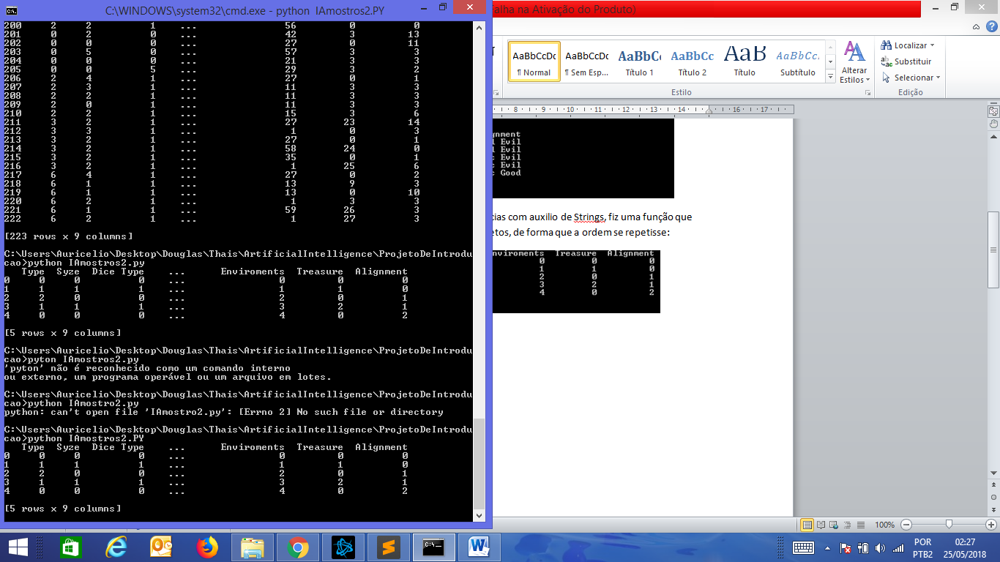 C:\WINDOWS\system32\cmd.exe - python  IAmostros2.PY
200 2 2 1 ... 56 0 0
201 0 2 0 ... 42 3 13
202 0 0 0 ... 27 0 11
203 0 5 0 ... 57 3 3
204 0 0 0 ... 21 3 3
205 0 0 5 ... 29 3 2
206 2 4 1 ... 27 0 1
207 2 3 1 ... 11 3 3
208 2 2 1 ... 11 3 3
209 2 0 1 ... 11 3 3
210 2 2 1 ... 15 3 6
211 3 2 1 ... 27 23 14
212 3 3 1 ... 1 0 3
213 3 2 1 ... 27 0 1
214 3 2 1 ... 58 24 0
215 3 2 1 ... 35 0 1
216 3 2 1 ... 1 25 6
217 6 4 1 ... 27 0 2
218 6 1 1 ... 13 9 3
219 6 1 1 ... 13 0 10
220 6 2 1 ... 1 3 3
221 6 1 1 ... 59 26 3
222 6 2 1 ... 1 27 3
[223 rows x 9 columns]
C:\Users\Auricelio\Desktop\Douglas\Thais\ArtificialIntelligence\ProjetoDeIntrodu
cao>python IAmostros2.py
Type Syze Dice Type ... Enviroments Treasure Alignment
0 0 0 0 ... 0 0 0
1 1 1 1 ... 1 1 0
2 2 0 0 ... 2 0 1
3 1 1 1 ... 3 2 1
4 0 0 0 ... 4 0 2
[5 rows x 9 columns]
C:\Users\Auricelio\Desktop\Douglas\Thais\ArtificialIntelligence\ProjetoDeIntrodu
cao>pyton IAmostros2.py
'pyton' não é reconhecido como um comando interno
ou externo, um programa operável ou um arquivo em lotes.
C:\Users\Auricelio\Desktop\Douglas\Thais\ArtificialIntelligence\ProjetoDeIntrodu
cao>python IAmostro2.py
python: can't open file 'IAmostro2.py': [Errno 2] No such file or directory
C:\Users\Auricelio\Desktop\Douglas\Thais\ArtificialIntelligence\ProjetoDeIntrodu
cao>python IAmostros2.PY
Type Syze Dice Type ... Enviroments Treasure Alignment
0 0 0 0 ... 0 0 0
1 1 1 1 ... 1 1 0
2 2 0 0 ... 2 0 1
3 1 1 1 ... 3 2 1
4 0 0 0 ... 4 0 2
[5 rows x 9 columns]
alha na Ativação do Produto)
AaBbCcDc AaBbCcDc AaBbCc AaBbCc AaB AaBbCc.
¶ Normal ¶ Sem Esp... Título 1 Título 2 Título Subtítulo
Alterar
Estilos
Localizar
Substituir
Selecionar
Estilo
Edição
8 9 10 11 12 13 14 15 16 17
gnment
l Evil
l Evil
c Evil
c Evil
c Good
cias com auxilio de Strings, fiz uma função que
etos, de forma que a ordem se repetisse:
nviroments Treasure Alignment
0 0 0
1 1 0
2 0 1
3 2 1
4 0 2
100%
POR
PTB2
02:27
25/05/2018